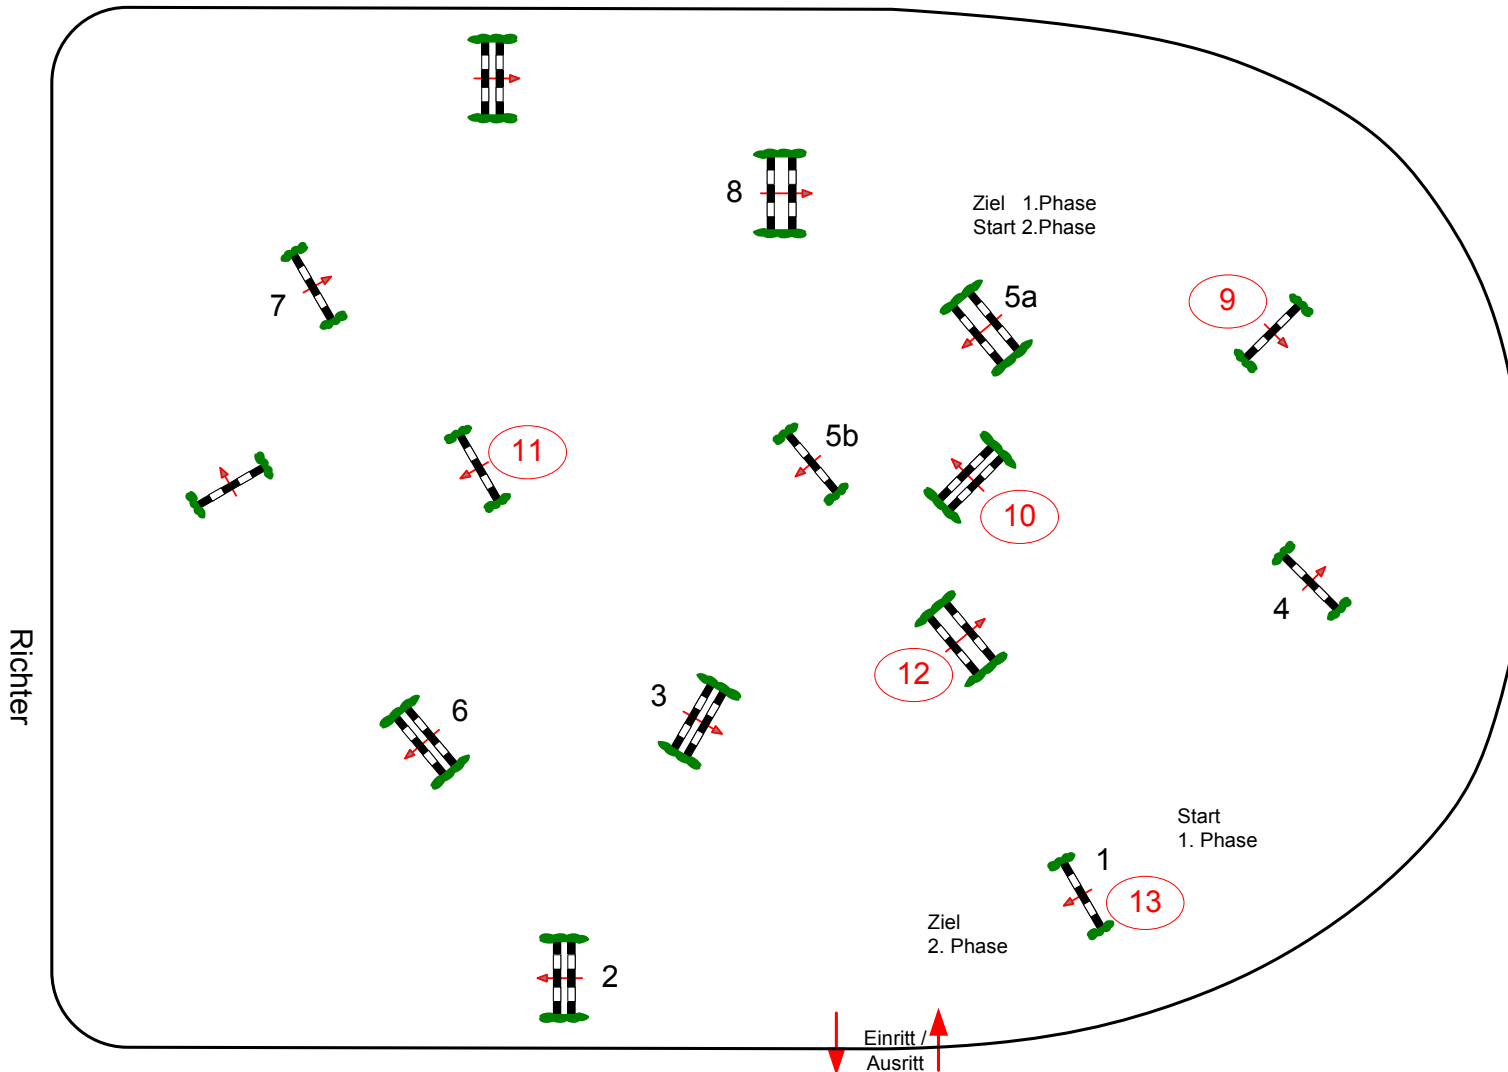 8
Ziel 1.Phase
Start 2.Phase
7
5a
9
11
5b
10
4
Richter
12
6
3
Start
1. Phase
1
13
Ziel
2. Phase
2
Einritt /
Ausritt